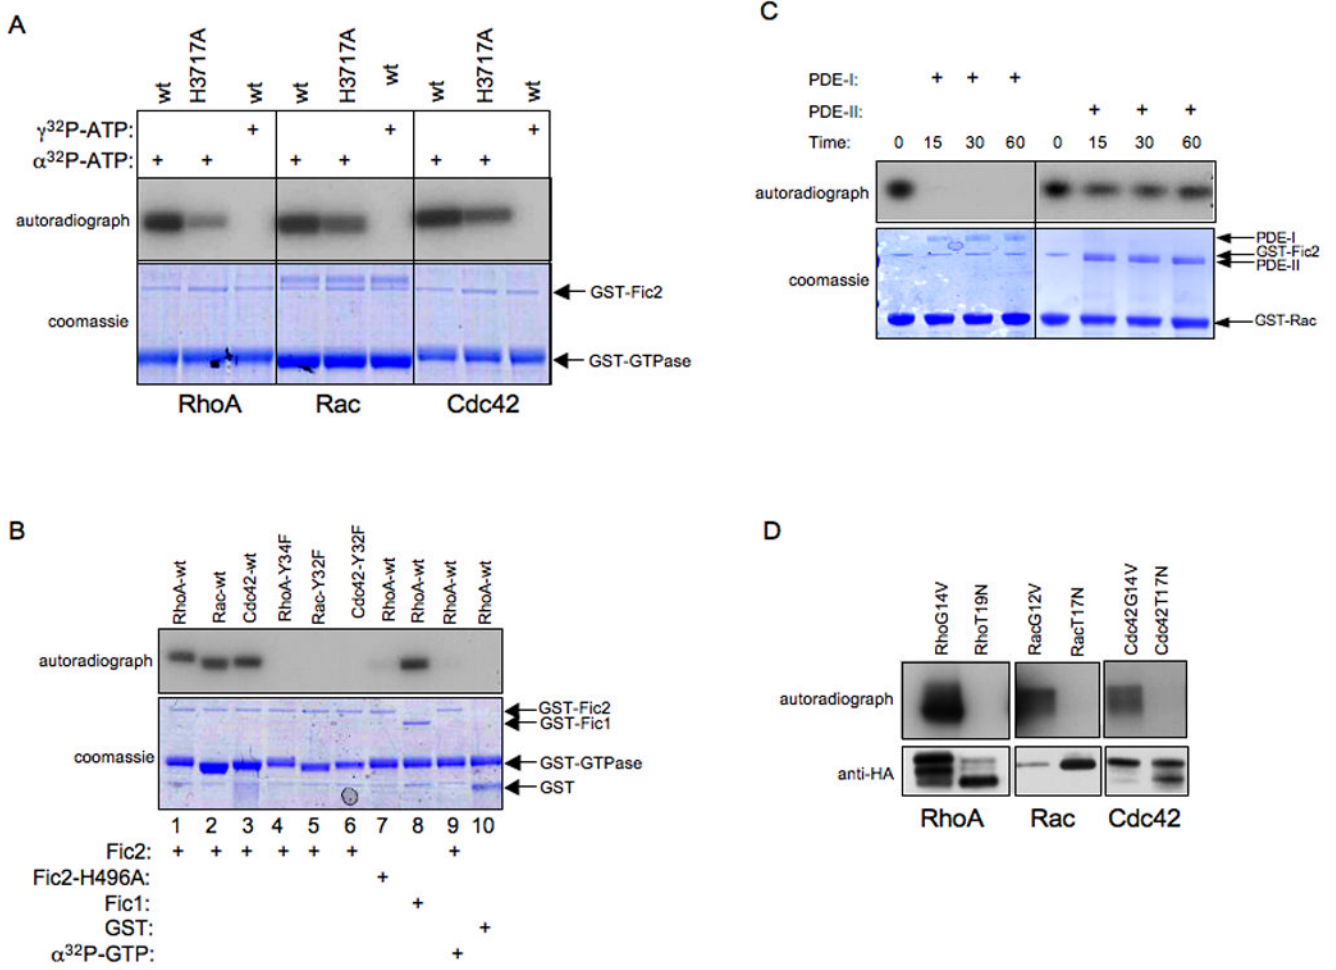 A
wt H3717A wt wt H3717A wt wt H3717A wt
γ³²P-ATP: + + +
α³²P-ATP: + + + + + +
autoradiograph
coomassie
GST-Fic2
GST-GTPase
RhoA Rac Cdc42
C
PDE-I: + + +
PDE-II: + + +
Time: 0 15 30 60 0 15 30 60
autoradiograph
coomassie
PDE-I
GST-Fic2
PDE-II
GST-Rac
B
RhoA-wt Rac-wt Cdc42-wt RhoA-Y34F Rac-Y32F Cdc42-Y32F RhoA-wt RhoA-wt RhoA-wt RhoA-wt
autoradiograph
coomassie
GST-Fic2
GST-Fic1
GST-GTPase
GST
1 2 3 4 5 6 7 8 9 10
Fic2: + + + + + + +
Fic2-H496A: +
Fic1: +
GST: +
α³²P-GTP: +
D
RhoG14V RhoT19N RacG12V RacT17N Cdc42G14V Cdc42T17N
autoradiograph
anti-HA
RhoA Rac Cdc42